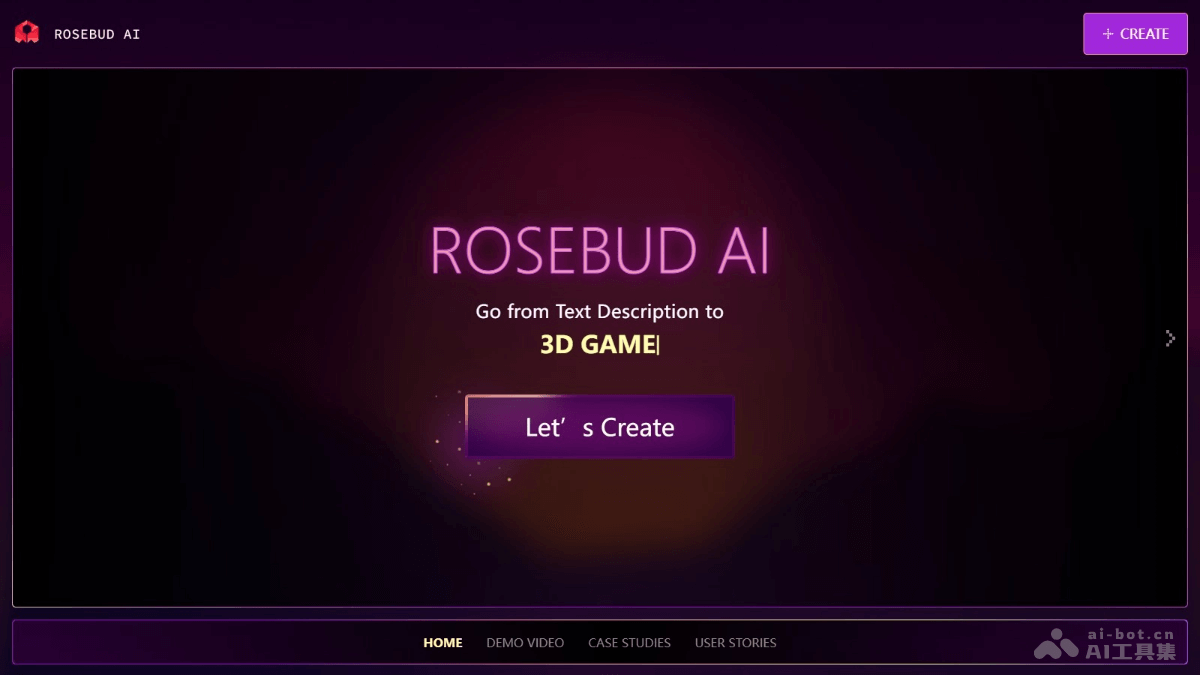 ROSEBUD AI
+ CREATE
ROSEBUD AI
Go from Text Description to
3D GAME|
Let’s Create
HOME DEMO VIDEO CASE STUDIES USER STORIES
ai-bot.cn
AI工具集